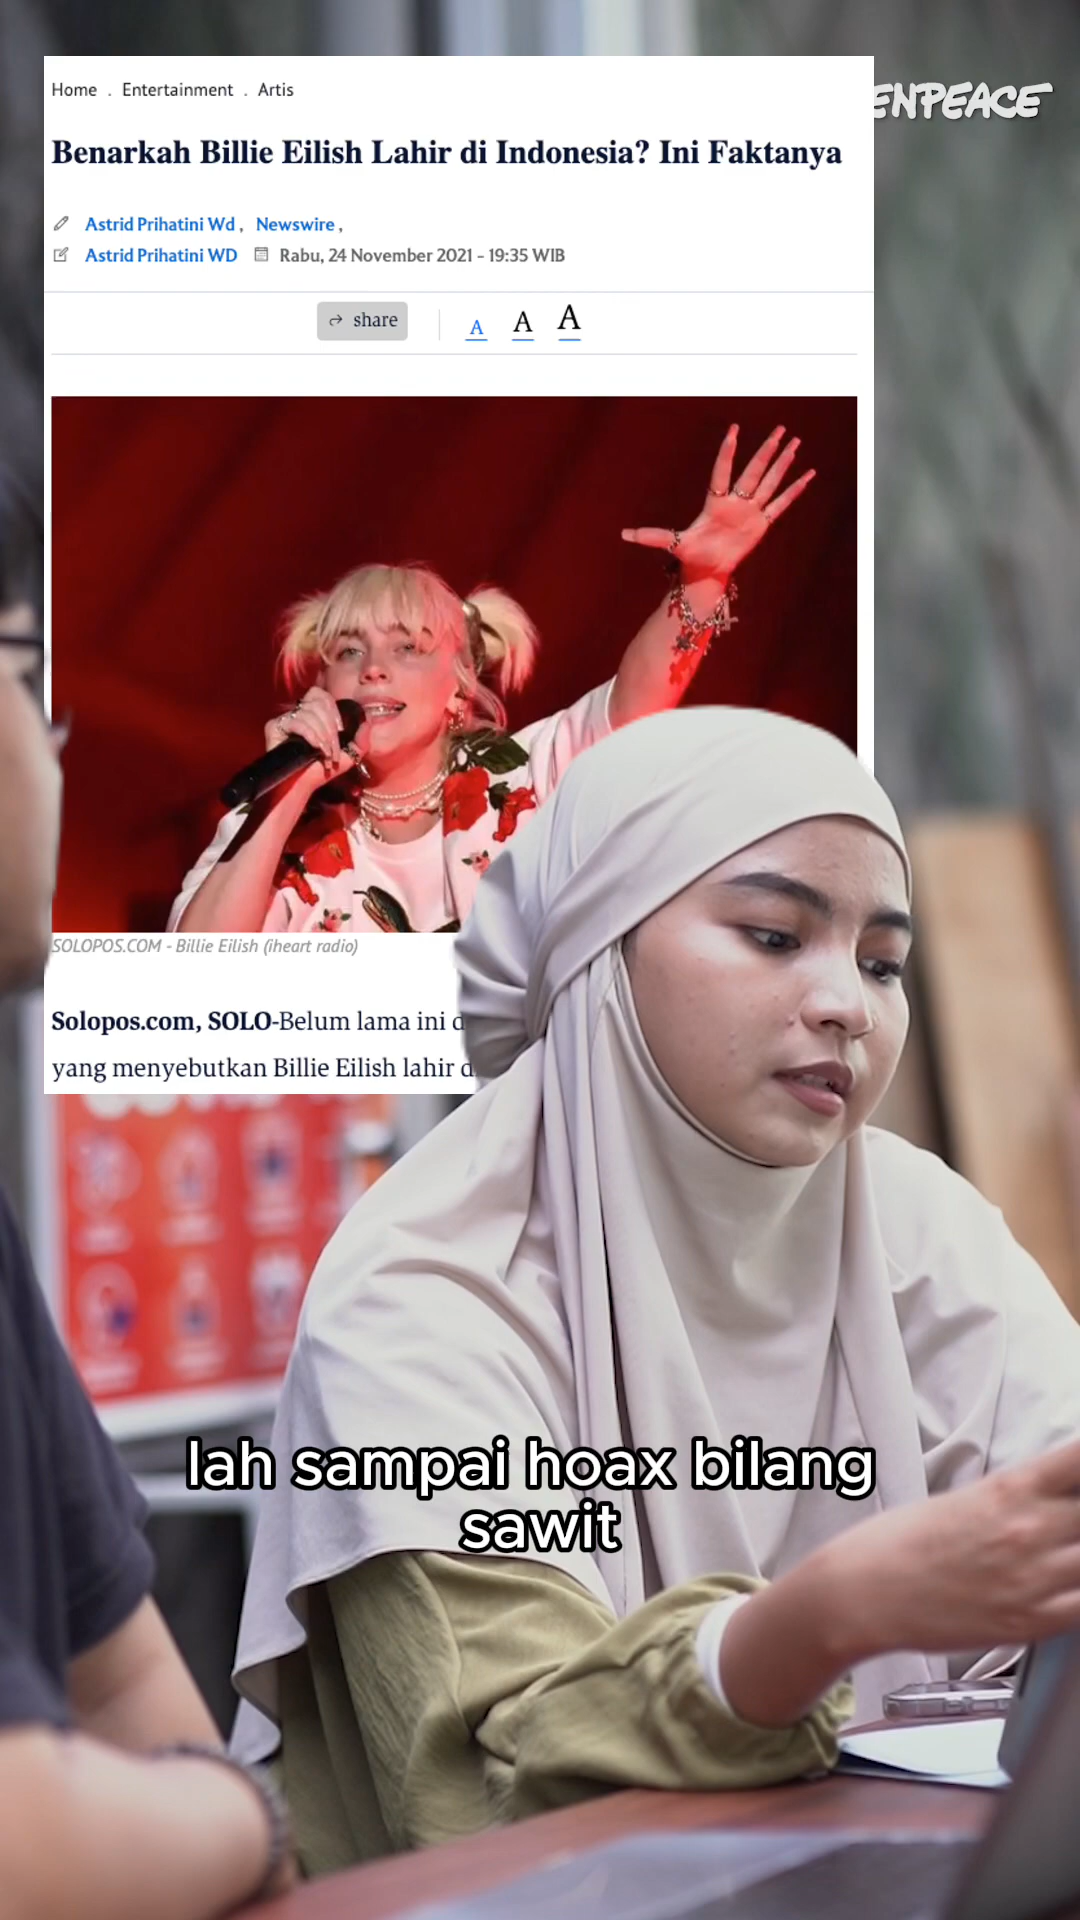 Home . Entertainment . Artis
ENPEACE
Benarkah Billie Eilish Lahir di Indonesia? Ini Faktanya
Astrid Prihatini Wd , Newswire ,
Astrid Prihatini WD Rabu, 24 November 2021 - 19:35 WIB
share A A A
SOLOPOS.COM - Billie Eilish (iheart radio)
Solopos.com, SOLO-Belum lama ini d
yang menyebutkan Billie Eilish lahir d
lah sampai hoax bilang
sawit